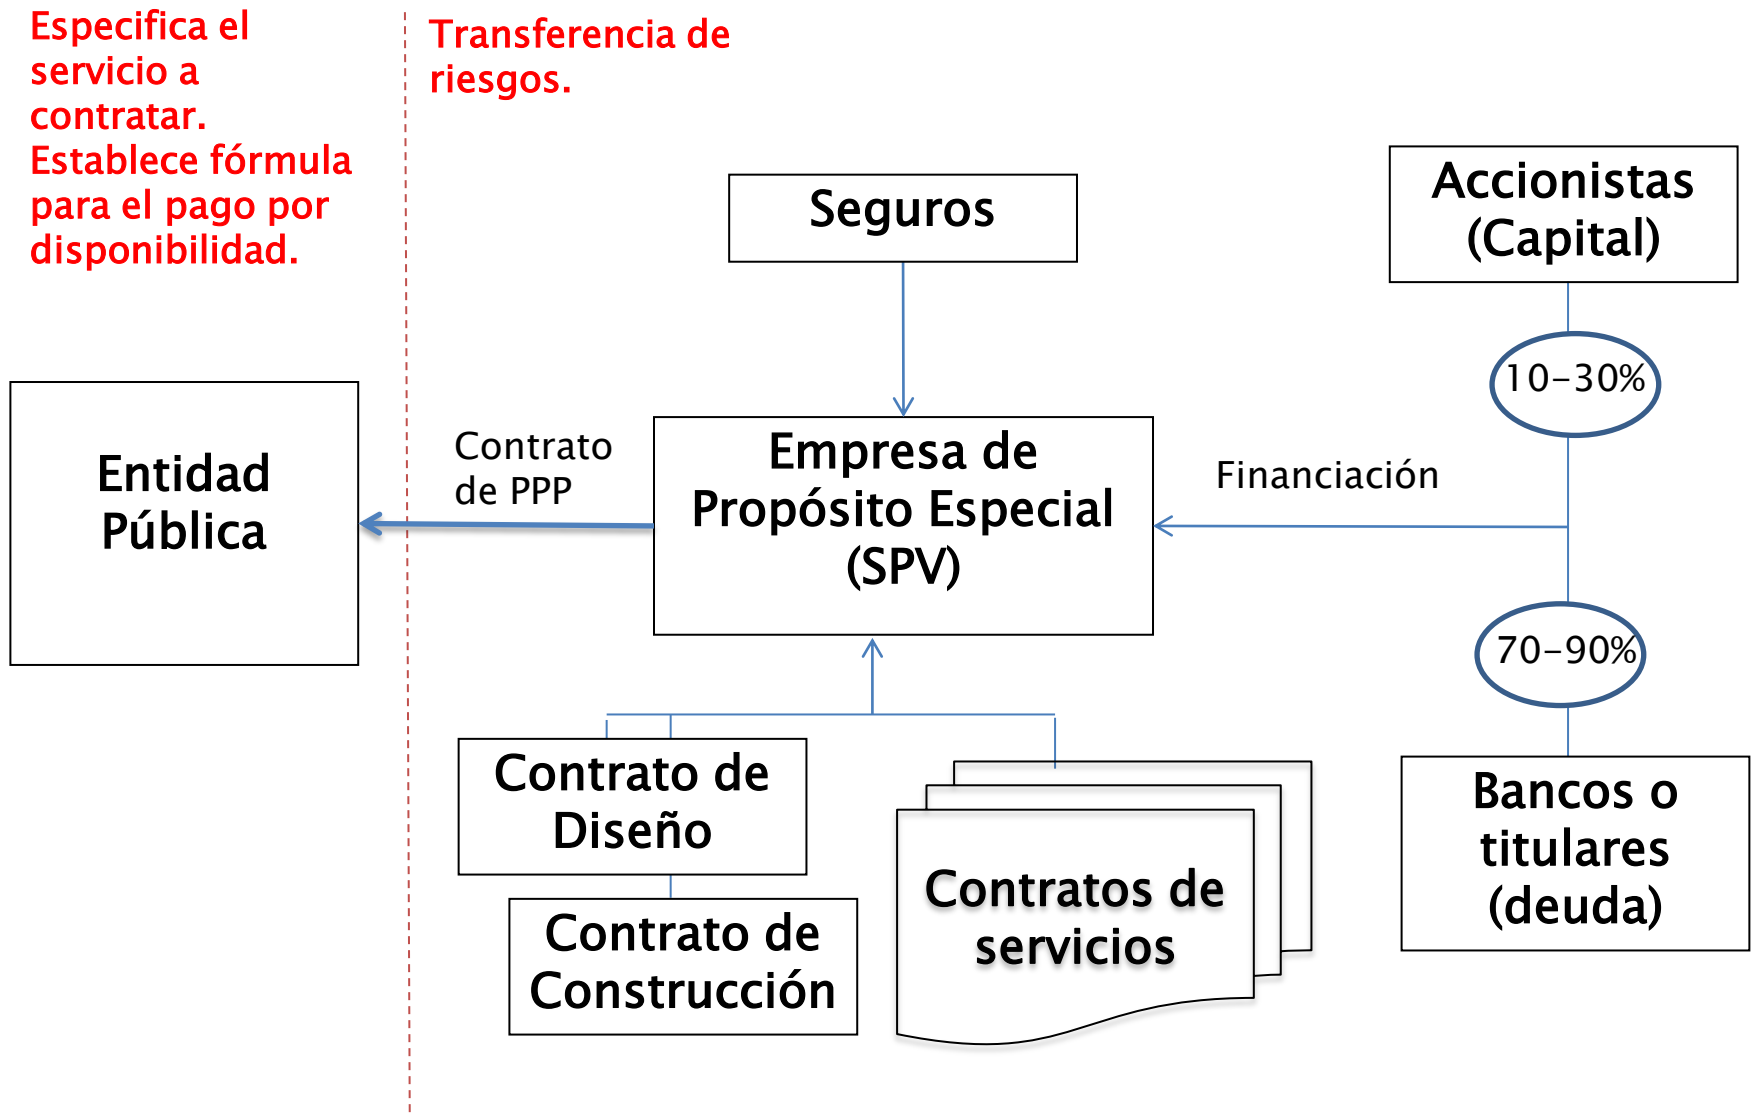 Especifica el
servicio a
contratar.
Establece fórmula
para el pago por
disponibilidad.
Transferencia de
riesgos.
Seguros
Accionistas
(Capital)
10-30%
Entidad
Pública
Contrato
de PPP
Empresa de
Propósito Especial
(SPV)
Financiación
70-90%
Contrato de
Diseño
Contrato de
Construcción
Contratos de
servicios
Bancos o
titulares
(deuda)